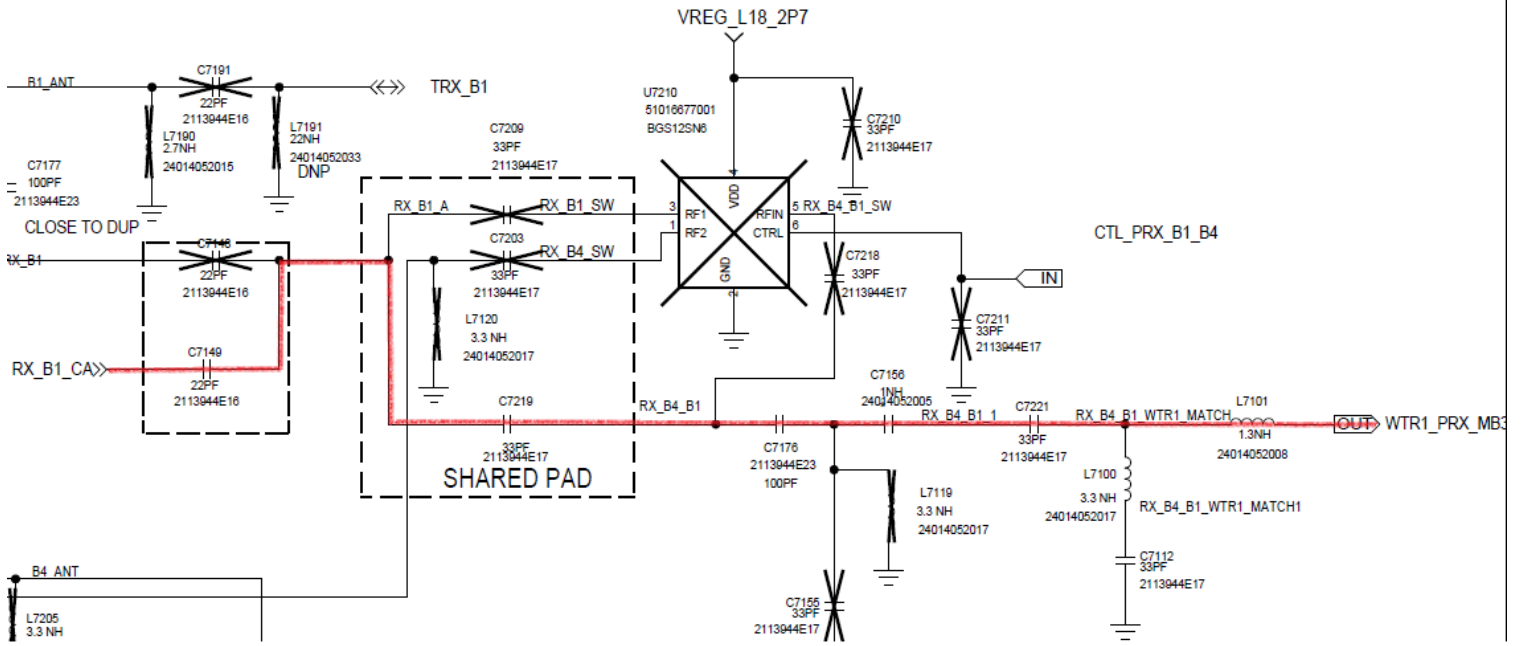 VREG_L18_2P7
B1_ANT
C7191
22PF
2113944E16
TRX_B1
L7190
2.7NH
24014052015
L7191
22NH
24014052033
DNP
C7177
100PF
2113944E23
CLOSE TO DUP
C7209
33PF
2113944E17
U7210
51016677001
BGS12SN6
C7210
33PF
2113944E17
RX_B1_A
RX_B1_SW
3
RF1
VDD
4
RFIN
5
RX_B4_B1_SW
C7203
RX_B4_SW
1
RF2
CTRL
6
GND
2
33PF
2113944E17
CTL_PRX_B1_B4
IN
RX_B1
C7148
22PF
2113944E16
L7120
3.3 NH
24014052017
C7218
33PF
2113944E17
C7211
33PF
2113944E17
RX_B1_CA
C7149
22PF
2113944E16
C7219
33PF
2113944E17
SHARED PAD
RX_B4_B1
C7176
2113944E23
100PF
C7156
1NH
24014052005
RX_B4_B1_1
C7221
33PF
2113944E17
RX_B4_B1_WTR1_MATCH
L7101
1.3NH
24014052008
OUT
WTR1_PRX_MB3
L7119
3.3 NH
24014052017
L7100
3.3 NH
24014052017
RX_B4_B1_WTR1_MATCH1
C7112
33PF
2113944E17
C7155
33PF
2113944E17
B4_ANT
L7205
3.3 NH